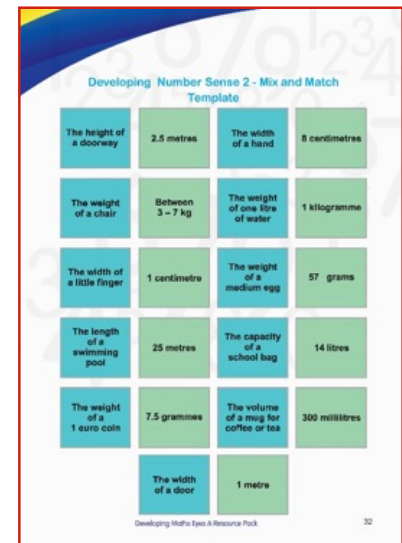 Developing Number Sense 2 - Mix and Match
Template
The height of
a doorway
2.5 metres
The width
of a hand
8 centimetres
The weight
of a chair
Between
3 – 7 kg
The weight
of one litre
of water
1 kilogramme
The width of
a little finger
1 centimetre
The weight
of a
medium egg
57 grams
The length
of a
swimming
pool
25 metres
The capacity
of a
school bag
14 litres
The weight
of a
1 euro coin
7.5 grammes
The volume
of a mug for
coffee or tea
300 millilitres
The width
of a door
1 metre
Developing Maths Eyes A Resource Pack
32